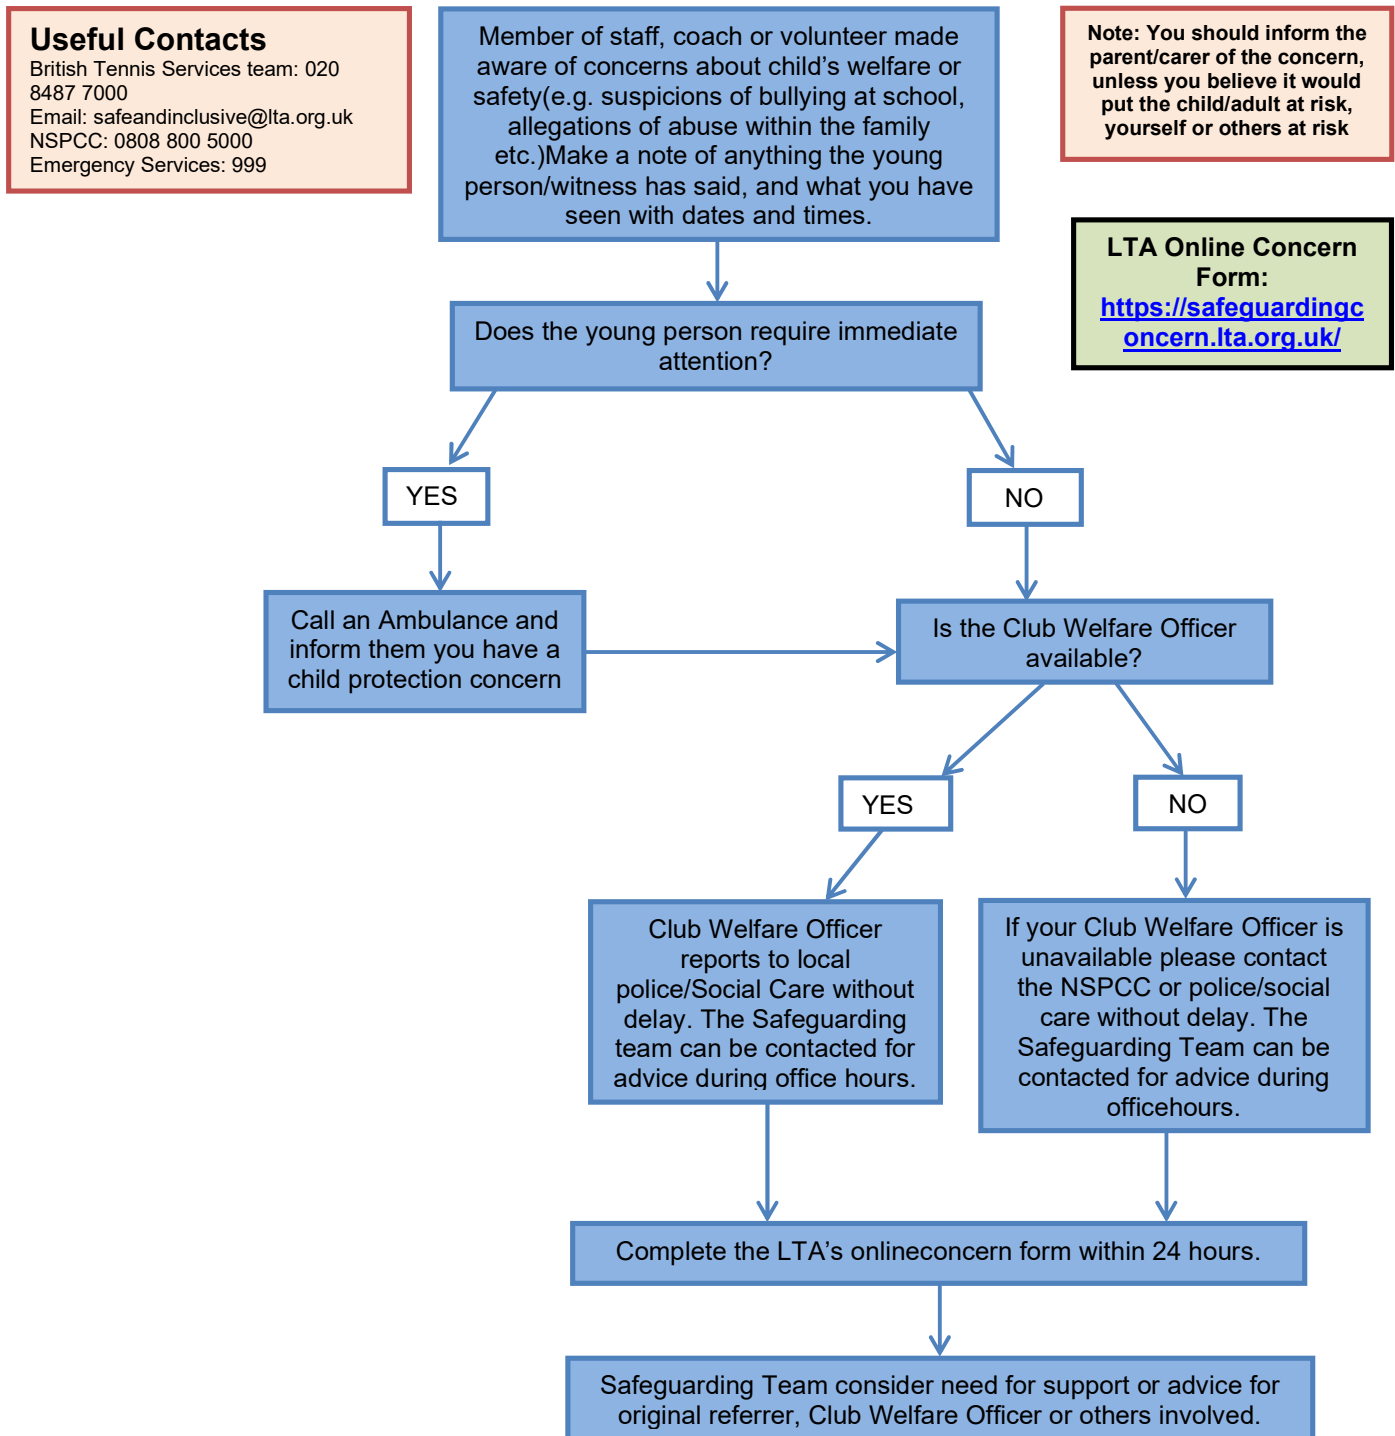 Useful Contacts
British Tennis Services team: 020
8487 7000
Email: safeandinclusive@lta.org.uk
NSPCC: 0808 800 5000
Emergency Services: 999
Member of staff, coach or volunteer made
aware of concerns about child's welfare or
safety(e.g. suspicions of bullying at school,
allegations of abuse within the family
etc.)Make a note of anything the young
person/witness has said, and what you have
seen with dates and times.
Note: You should inform the
parent/carer of the concern,
unless you believe it would
put the child/adult at risk,
yourself or others at risk
LTA Online Concern
Form:
https://safeguardingc
oncern.lta.org.uk/
Does the young person require immediate
attention?
YES
NO
Call an Ambulance and
inform them you have a
child protection concern
Is the Club Welfare Officer
available?
YES
NO
Club Welfare Officer
reports to local
police/Social Care without
delay. The Safeguarding
team can be contacted for
advice during office hours.
If your Club Welfare Officer is
unavailable please contact
the NSPCC or police/social
care without delay. The
Safeguarding Team can be
contacted for advice during
officehours.
Complete the LTA's onlineconcern form within 24 hours.
Safeguarding Team consider need for support or advice for
original referrer, Club Welfare Officer or others involved.